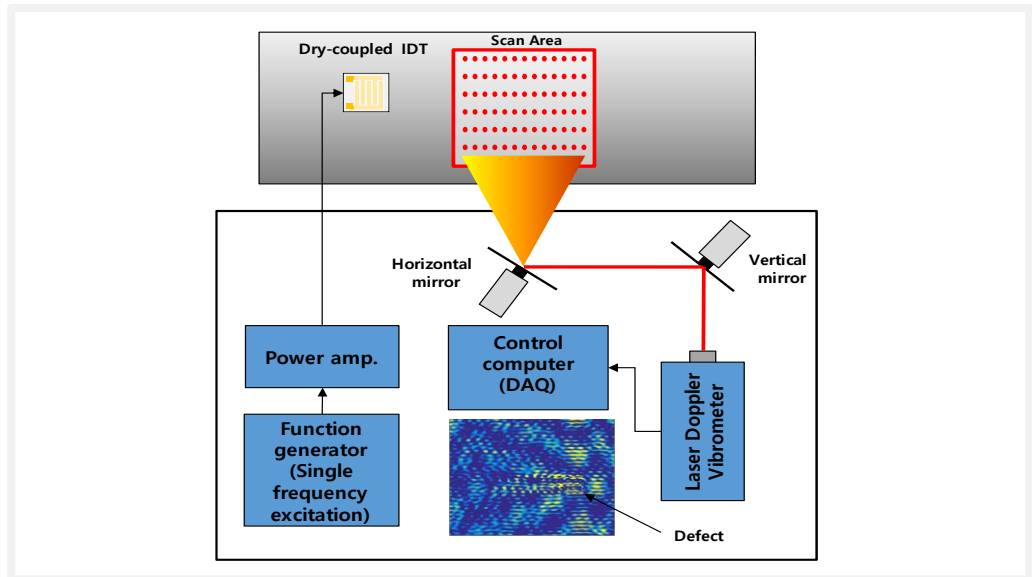 Dry-coupled IDT
Scan Area
Horizontal
mirror
Vertical
mirror
Power amp.
Control
computer
(DAQ)
Laser Doppler
Vibrometer
Function
generator
(Single
frequency
excitation)
Defect